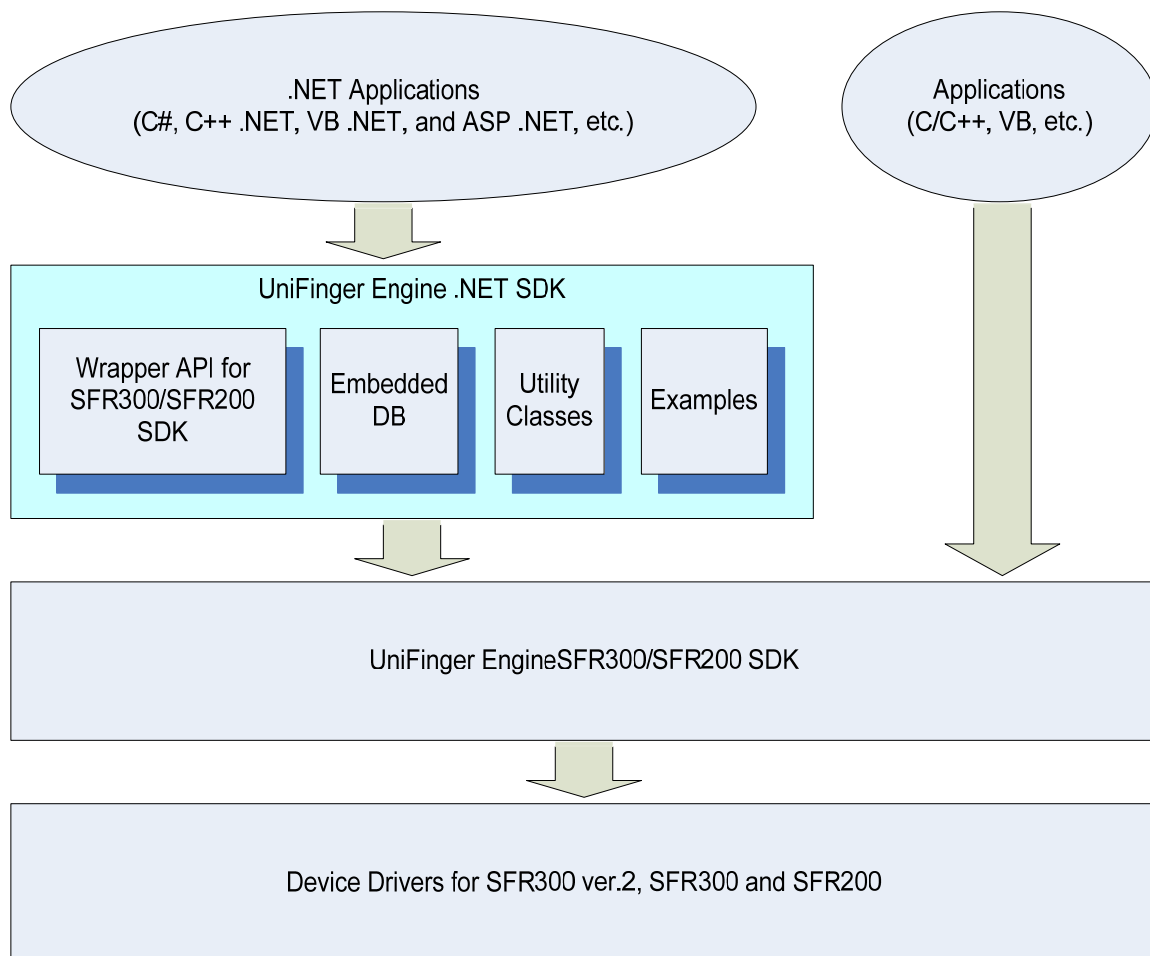 .NET Applications
(C#, C++ .NET, VB .NET, and ASP .NET, etc.)
Applications
(C/C++, VB, etc.)
UniFinger Engine .NET SDK
Wrapper API for
SFR300/SFR200
SDK
Embedded
DB
Utility
Classes
Examples
UniFinger EngineSFR300/SFR200 SDK
Device Drivers for SFR300 ver.2, SFR300 and SFR200